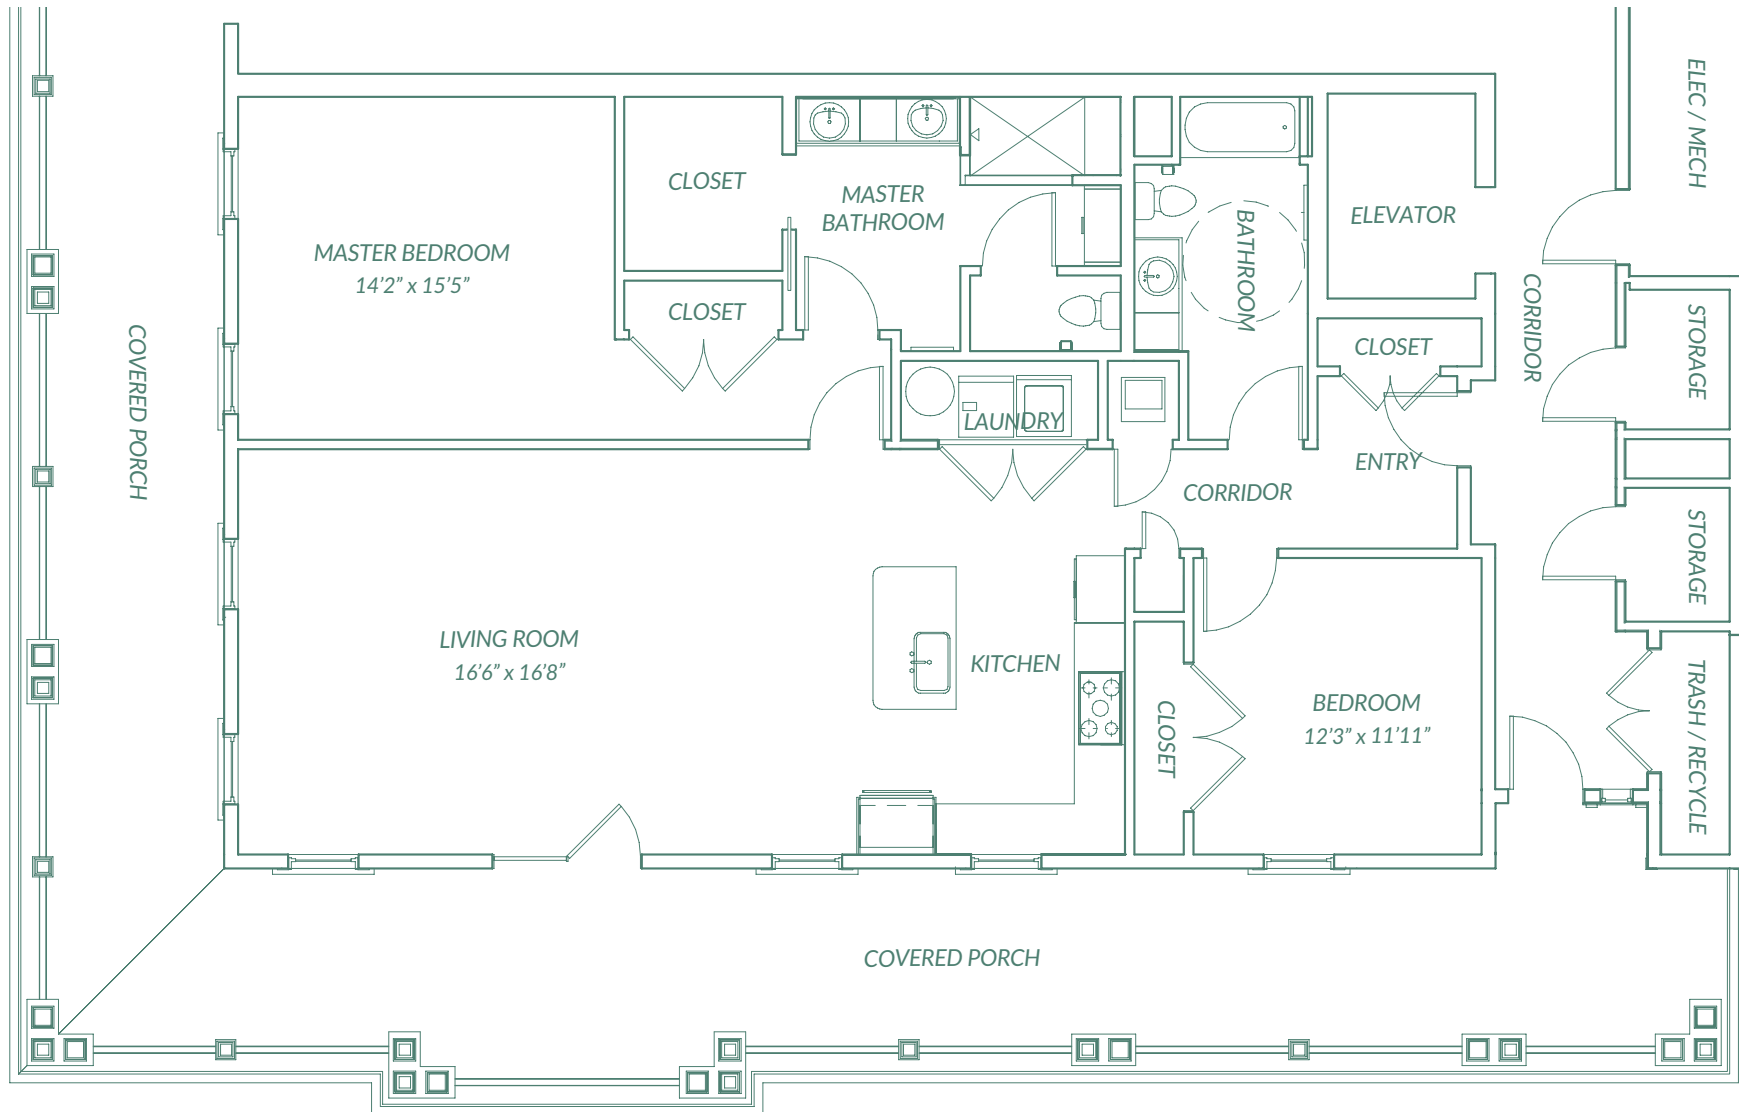 ELEC / MECH
CLOSET
MASTER
BATHROOM
BATHROOM
ELEVATOR
MASTER BEDROOM
14'2” x 15'5”
CLOSET
CORRIDOR
STORAGE
COVERED PORCH
CLOSET
LAUNDRY
ENTRY
CORRIDOR
STORAGE
LIVING ROOM
16'6” x 16'8”
KITCHEN
CLOSET
BEDROOM
12'3” x 11'11”
TRASH / RECYCLE
COVERED PORCH